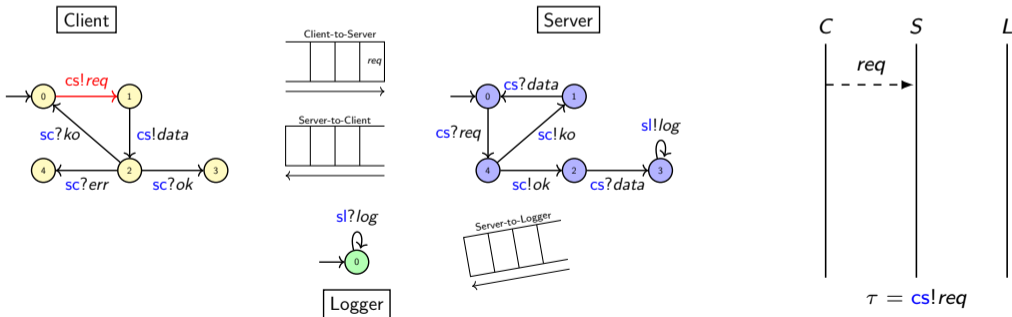 Client
0
cs!req
1
sc?ko
cs!data
4
2
3
sc?err
sc?ok
Client-to-Server
req
Server-to-Client
sl?log
0
Logger
Server
0
cs?data
1
cs?req
sc!ko
sl!log
4
2
3
sc!ok
cs?data
Server-to-Logger
C
S
L
req
τ = cs!req